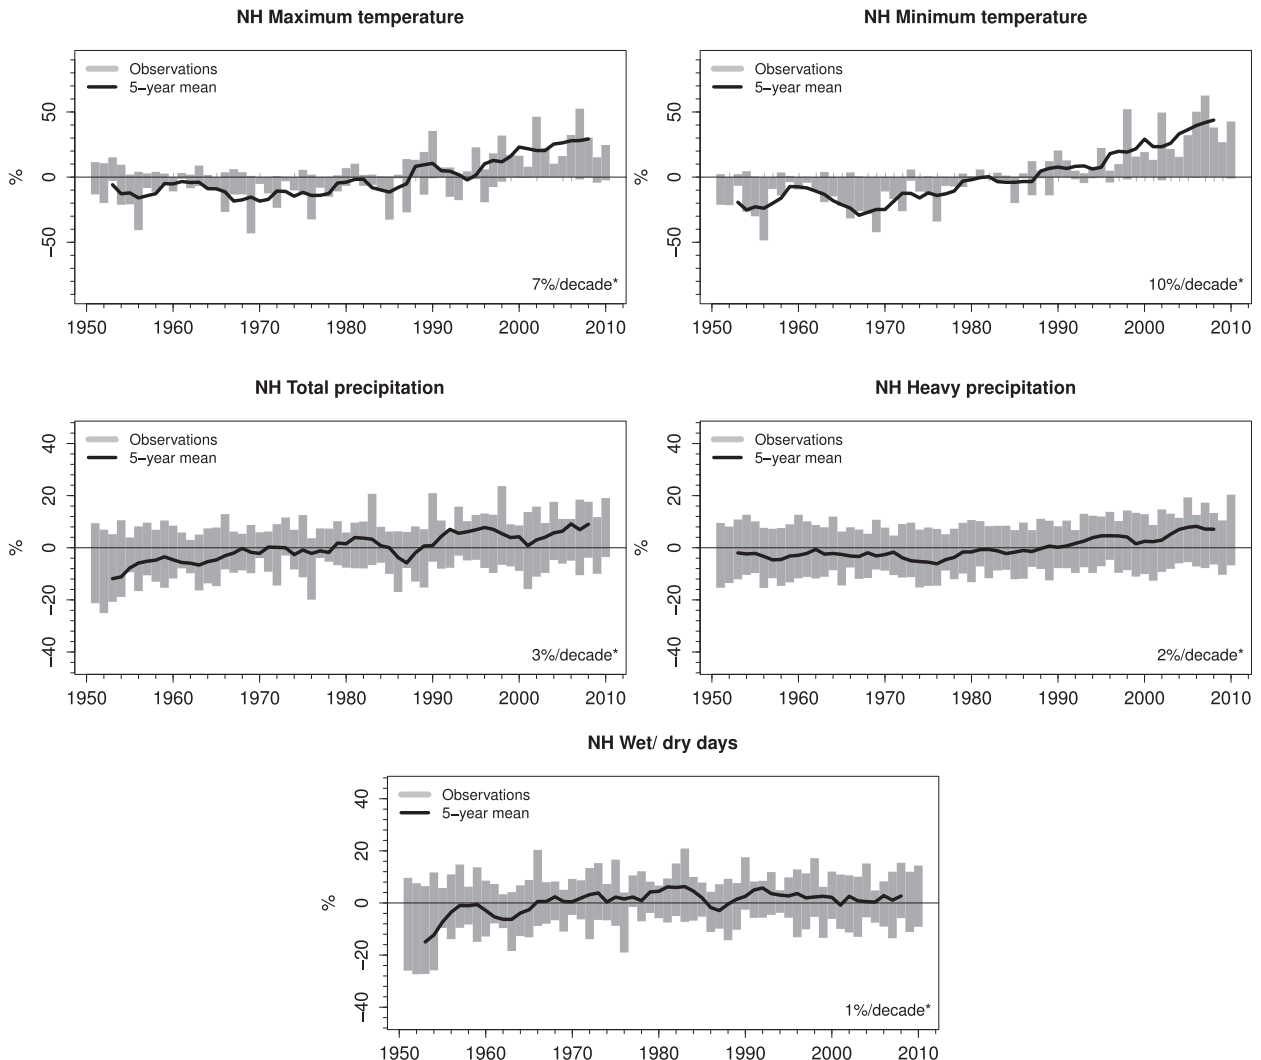 NH Maximum temperature
Observations
5−year mean
%
50
0
−50
7%/decade*
1950 1960 1970 1980 1990 2000 2010
NH Minimum temperature
Observations
5−year mean
%
50
0
−50
10%/decade*
1950 1960 1970 1980 1990 2000 2010
NH Total precipitation
Observations
5−year mean
%
40
20
0
−20
−40
3%/decade*
1950 1960 1970 1980 1990 2000 2010
NH Heavy precipitation
Observations
5−year mean
%
40
20
0
−20
−40
2%/decade*
1950 1960 1970 1980 1990 2000 2010
NH Wet/ dry days
Observations
5−year mean
%
40
20
0
−20
−40
1%/decade*
1950 1960 1970 1980 1990 2000 2010